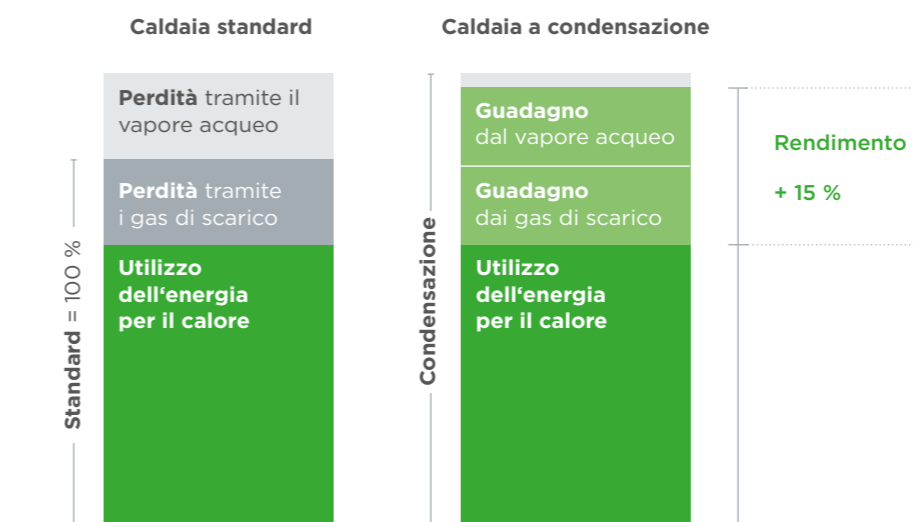 Caldaia standard
Perdità tramite il
vapore acqueo
Perdità tramite
i gas di scarico
Utilizzo
dell‘energia
per il calore
Standard = 100 %
Caldaia a condensazione
Guadagno
dal vapore acqueo
Guadagno
dai gas di scarico
Utilizzo
dell‘energia
per il calore
Condensazione
Rendimento
+ 15 %